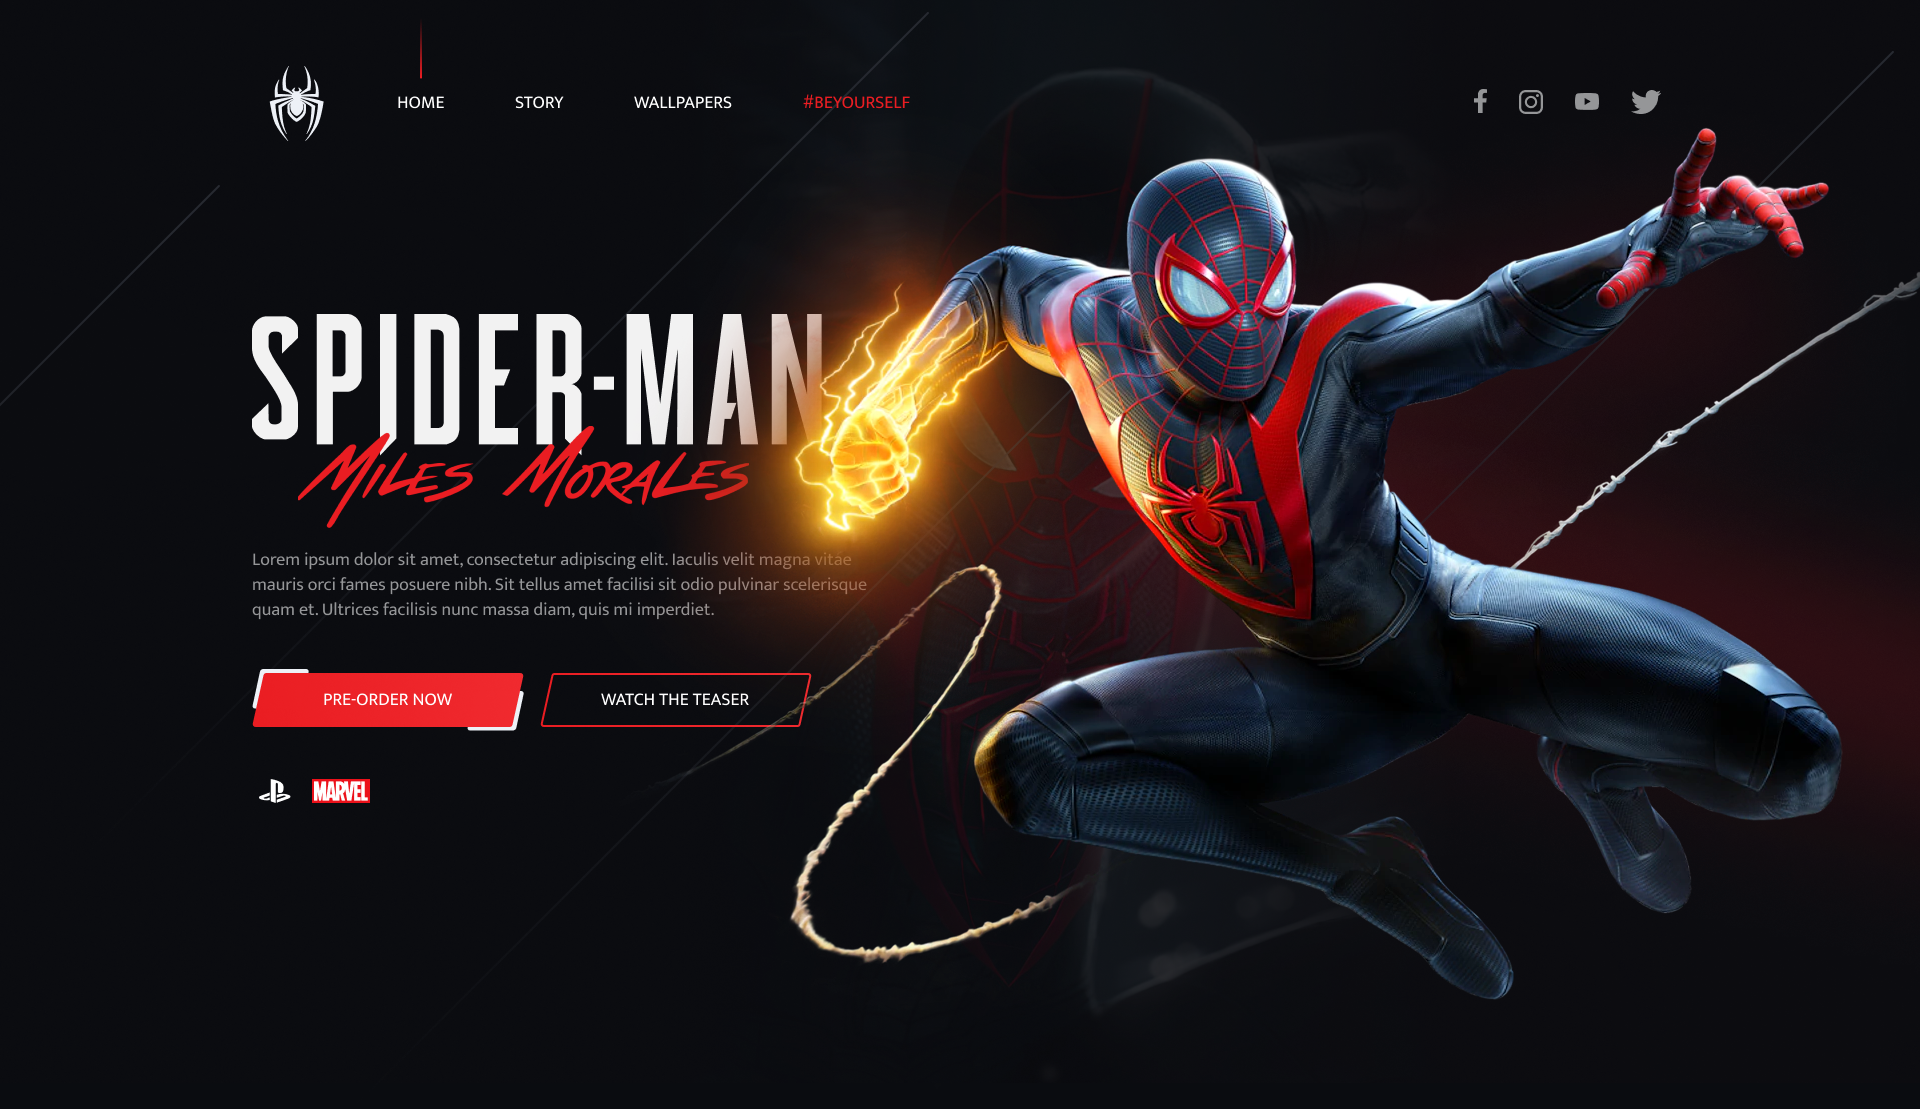 HOME
STORY
WALLPAPERS
#BEYOURSELF
SPIDER-MAN
MILES MORALES
Lorem ipsum dolor sit amet, consectetur adipiscing elit. Iaculis velit magna vitae
mauris orci fames posuere nibh. Sit tellus amet facilisi sit odio pulvinar scelerisque
quam et. Ultrices facilisis nunc massa diam, quis mi imperdiet.
PRE-ORDER NOW
WATCH THE TEASER
MARVEL